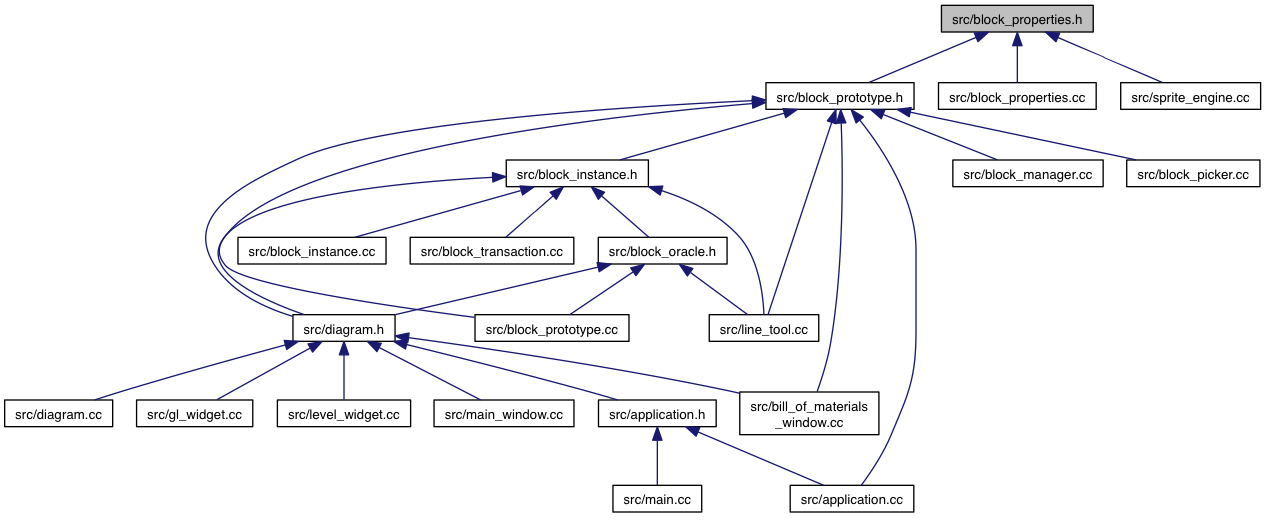 src/block_properties.h
src/block_prototype.h
src/block_properties.cc
src/sprite_engine.cc
src/block_instance.h
src/block_manager.cc
src/block_picker.cc
src/block_instance.cc
src/block_transaction.cc
src/block_oracle.h
src/diagram.h
src/block_prototype.cc
src/line_tool.cc
src/diagram.cc
src/gl_widget.cc
src/level_widget.cc
src/main_window.cc
src/application.h
src/bill_of_materials
_window.cc
src/main.cc
src/application.cc